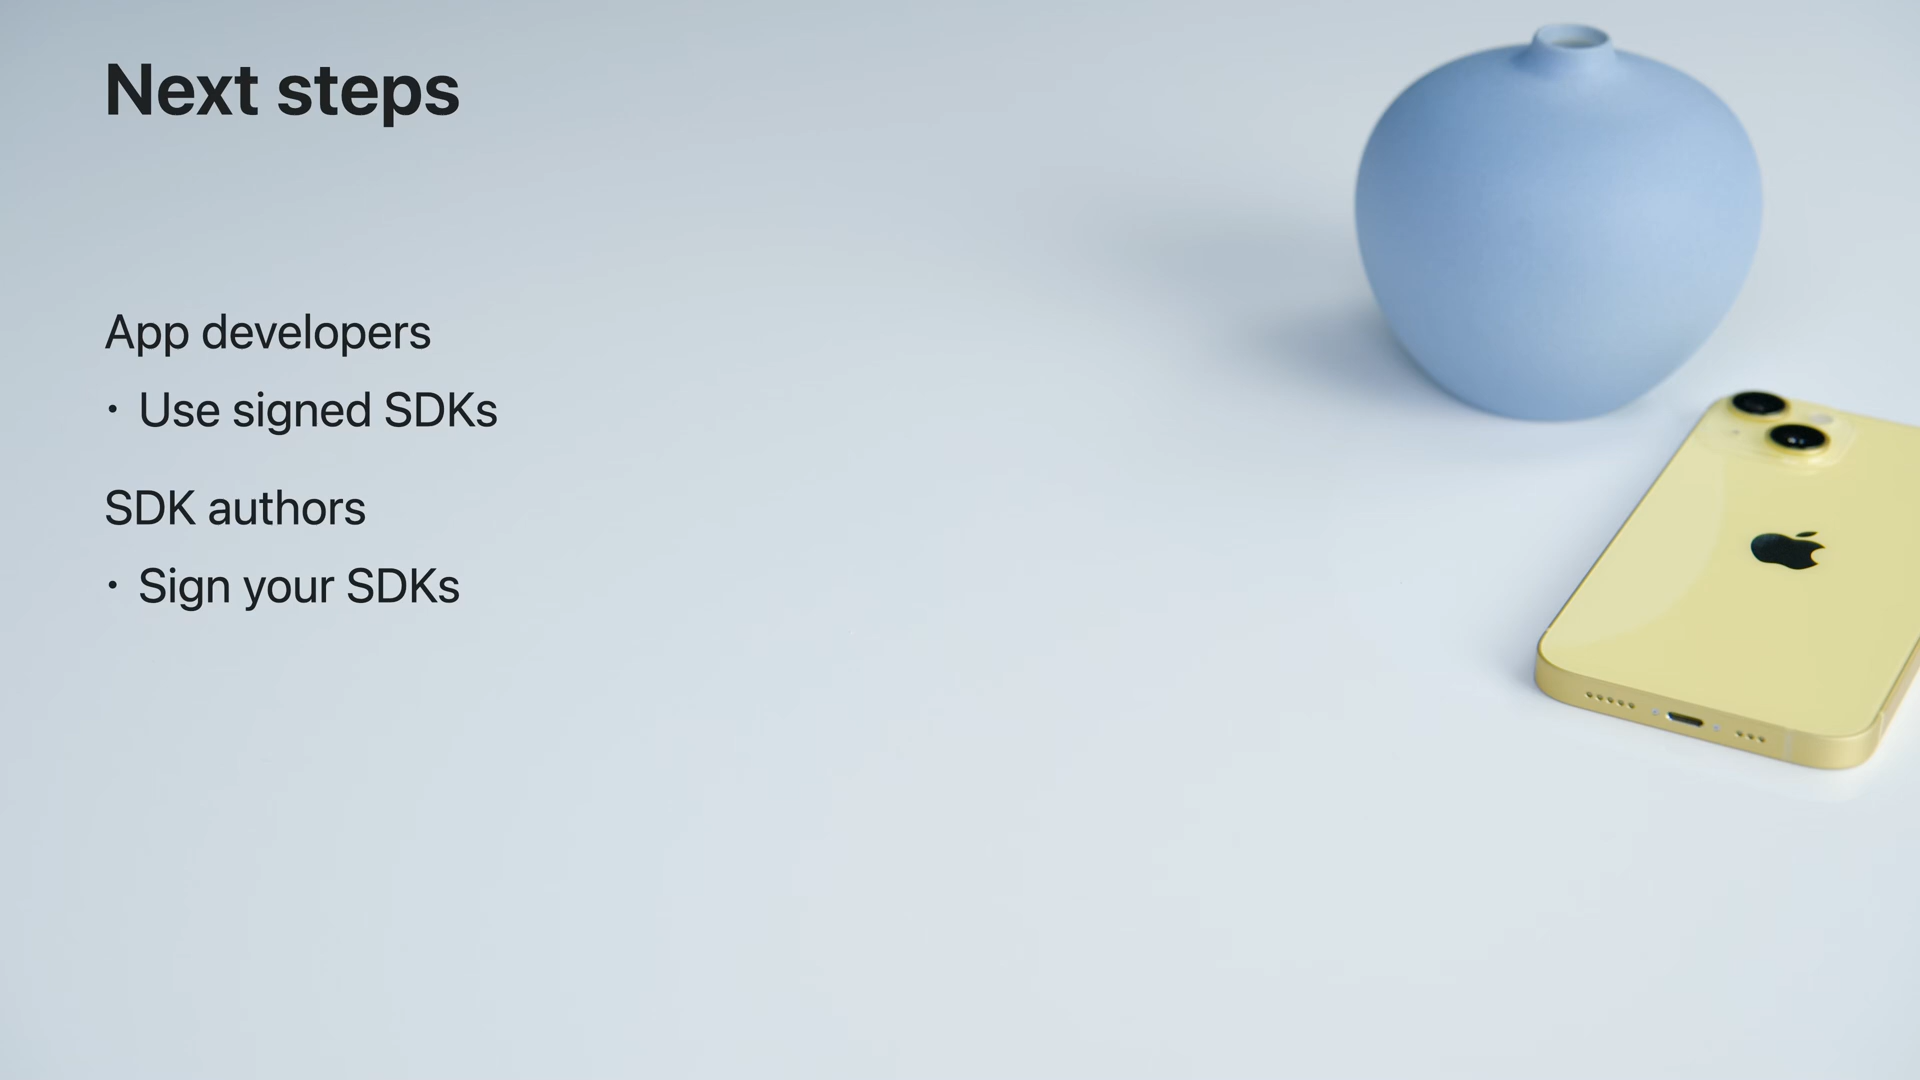 Next steps
App developers
• Use signed SDKs
SDK authors
• Sign your SDKs